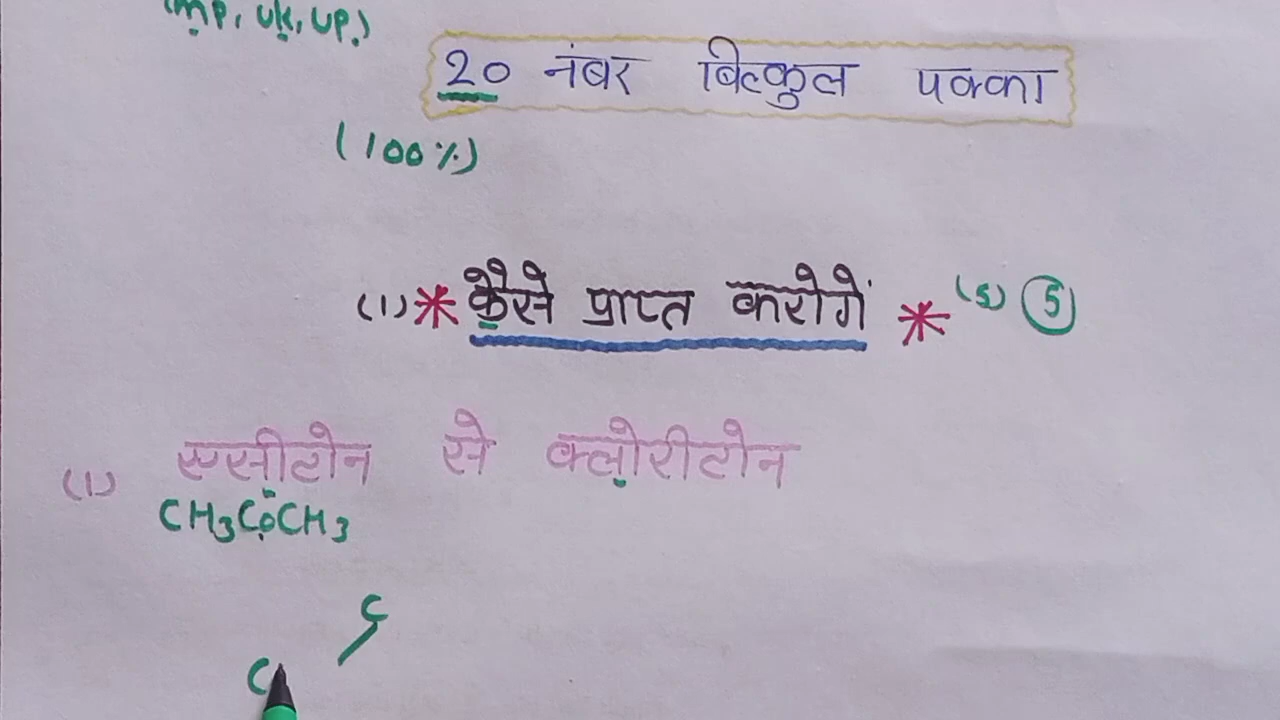 (MP, UK, UP.)
20 नंबर बिल्कुल पक्का
(100%)
(1) * कैसे प्राप्त करोगें * (5) 5
(1) एसीटोन से क्लोरीटोन
CH3COCH3
C
C